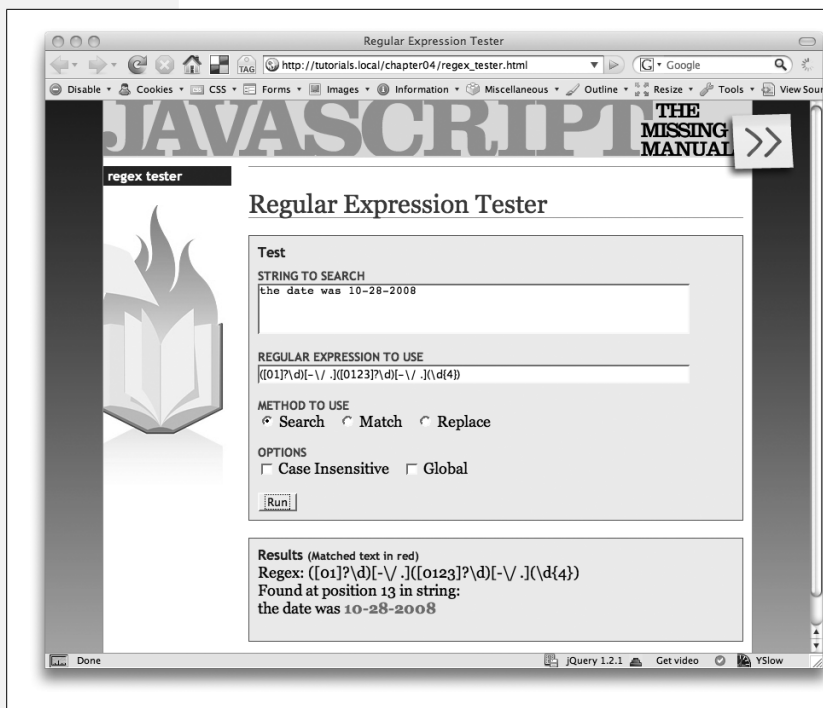 Regular Expression Tester
TAG http://tutorials.local/chapter04/regex_tester.html G Google
Disable Cookies CSS Forms Images Information Miscellaneous Outline Resize Tools View Sour
JAVASCRIPT THE
MISSING
MANUAL
regex tester
Regular Expression Tester
Test
STRING TO SEARCH
the date was 10-28-2008
REGULAR EXPRESSION TO USE
([01]?\d)[-\/ .]([0123]?\d)[-\/ .](\d{4})
METHOD TO USE
Search Match Replace
OPTIONS
Case Insensitive Global
Run
Results (Matched text in red)
Regex: ([01]?\d)[-\/ .]([0123]?\d)[-\/ .](\d{4})
Found at position 13 in string:
the date was 10-28-2008
Done jQuery 1.2.1 Get video YSlow